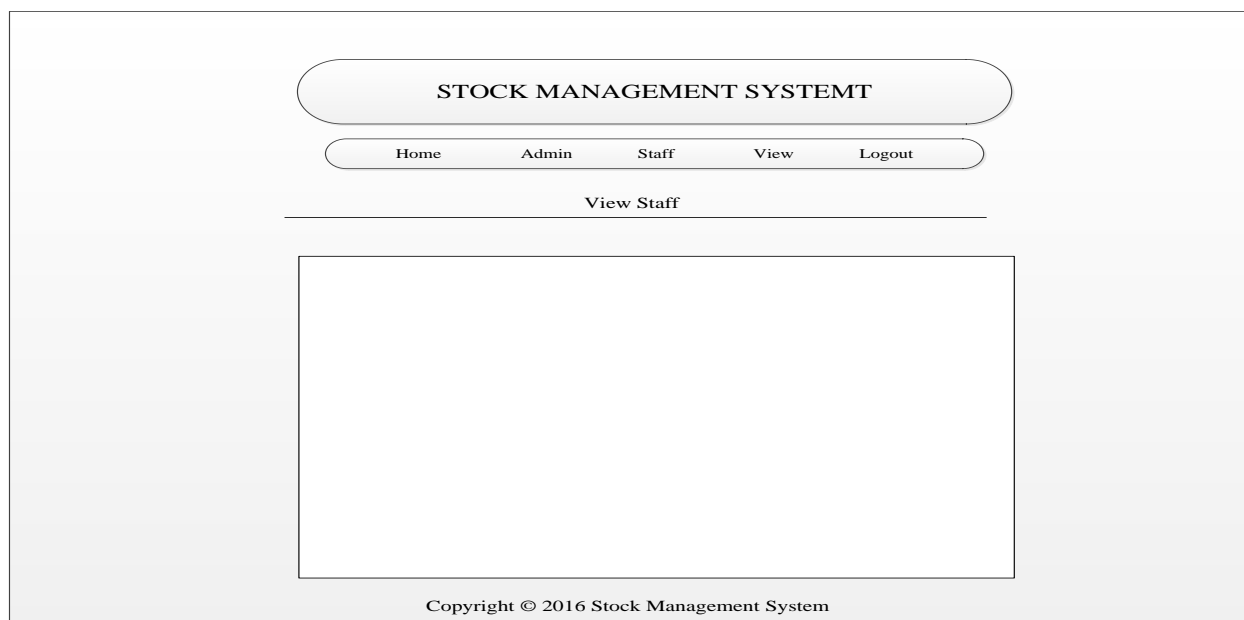 STOCK MANAGEMENT SYSTEMT
Home Admin Staff View Logout
View Staff
Copyright © 2016 Stock Management System